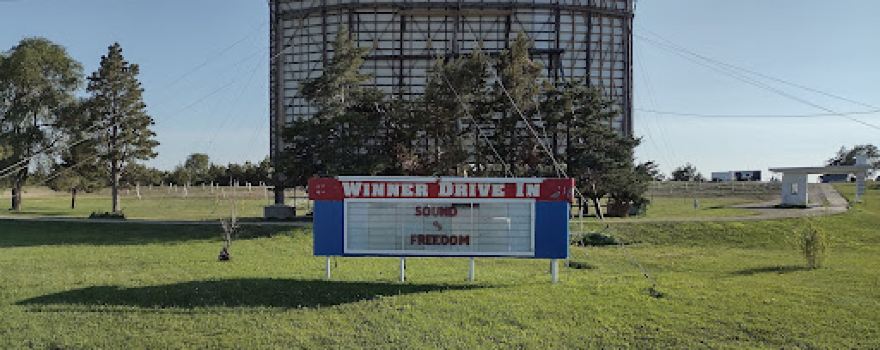 WINNER DRIVE IN
SOUND
of
FREEDOM